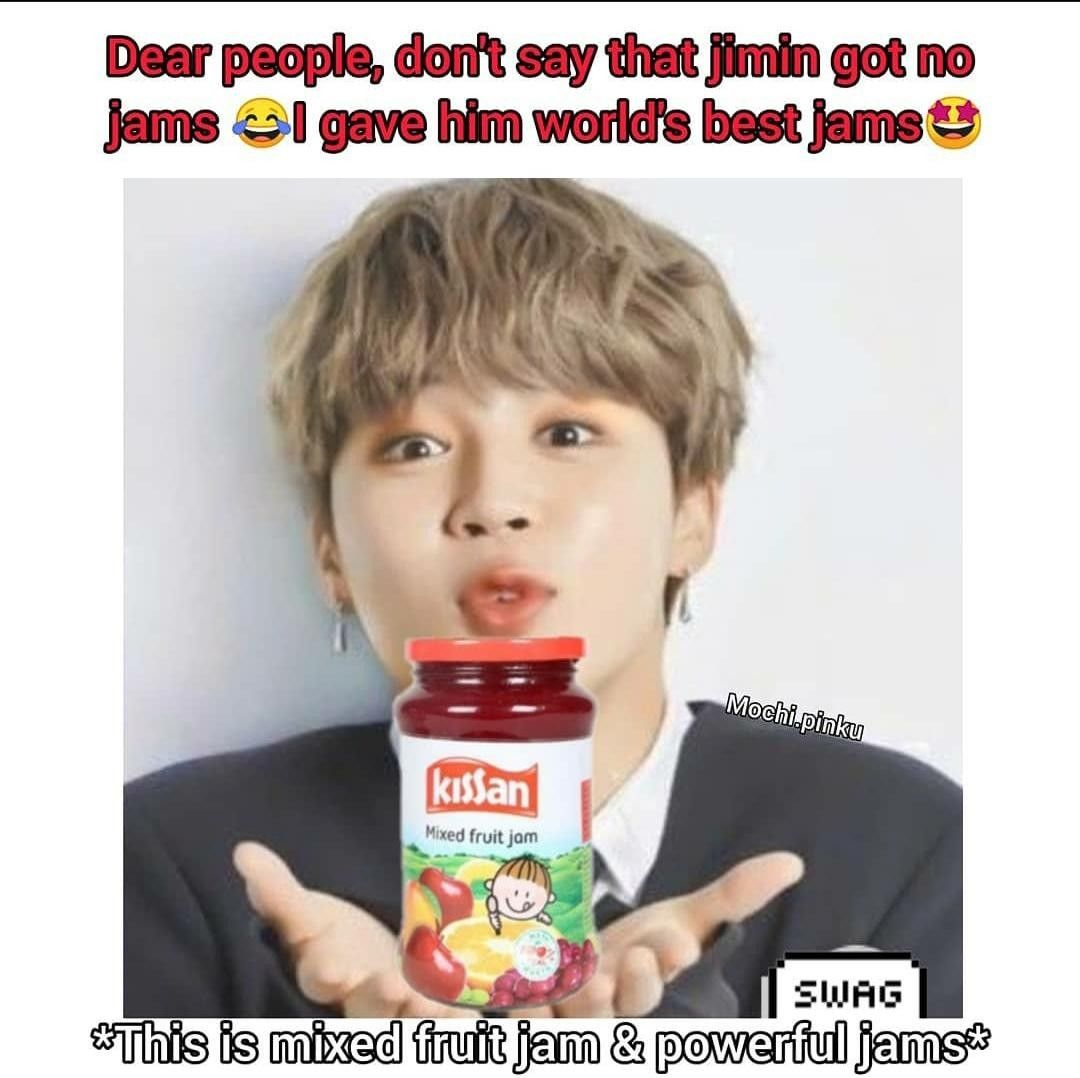 Dear people, don't say that jimin got no
jams 😂I gave him world's best jams🤩
Mochi.pinku
kissan
Mixed fruit jam
SWAG
*This is mixed fruit jam & powerful jams*